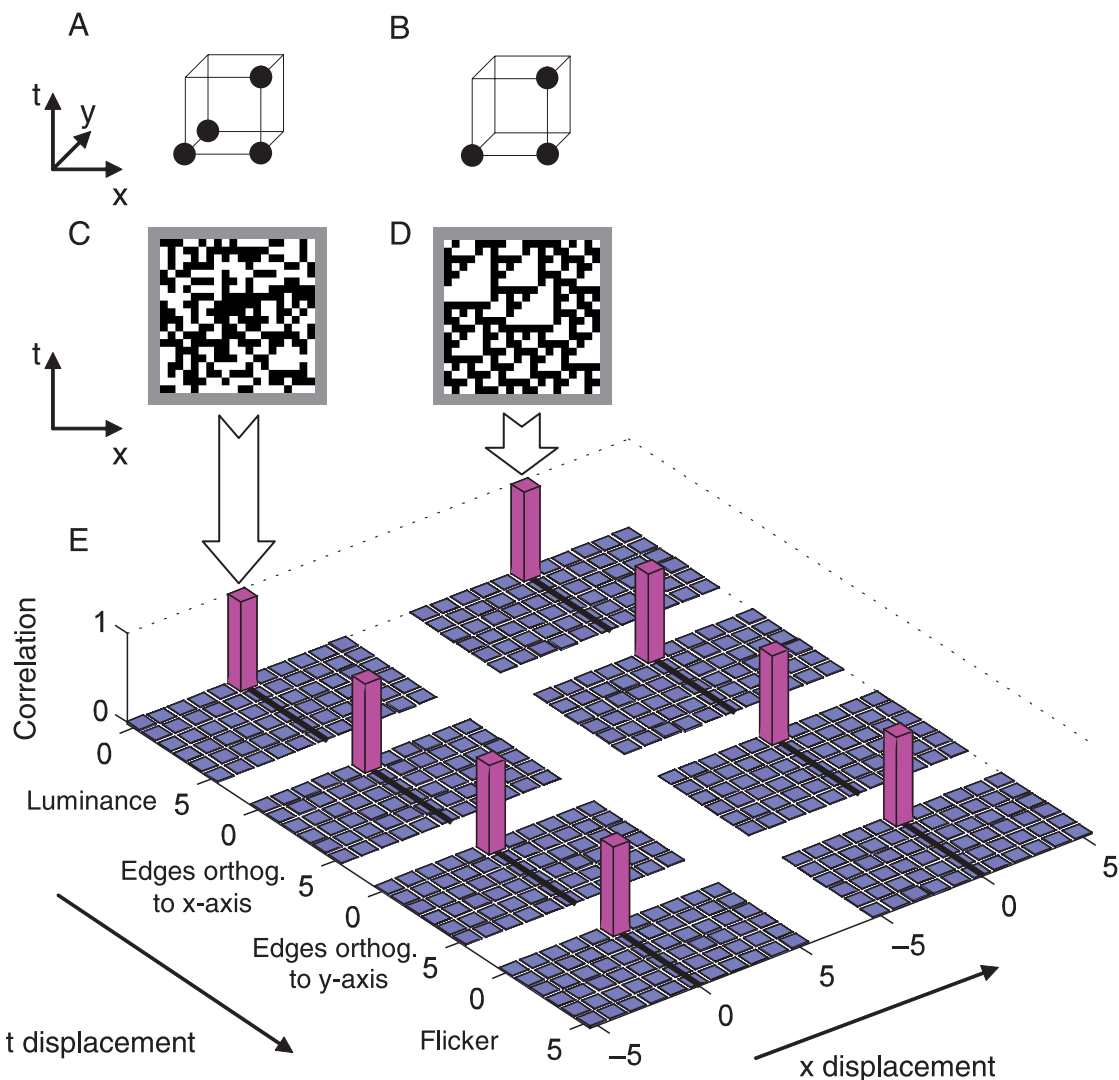 A
B
t
y
x
C
D
t
x
E
Correlation
1
0
0
Luminance
5
0
Edges orthog.
to x-axis
5
0
Edges orthog.
to y-axis
5
0
Flicker
5
−5
0
5
−5
0
5
t displacement
x displacement